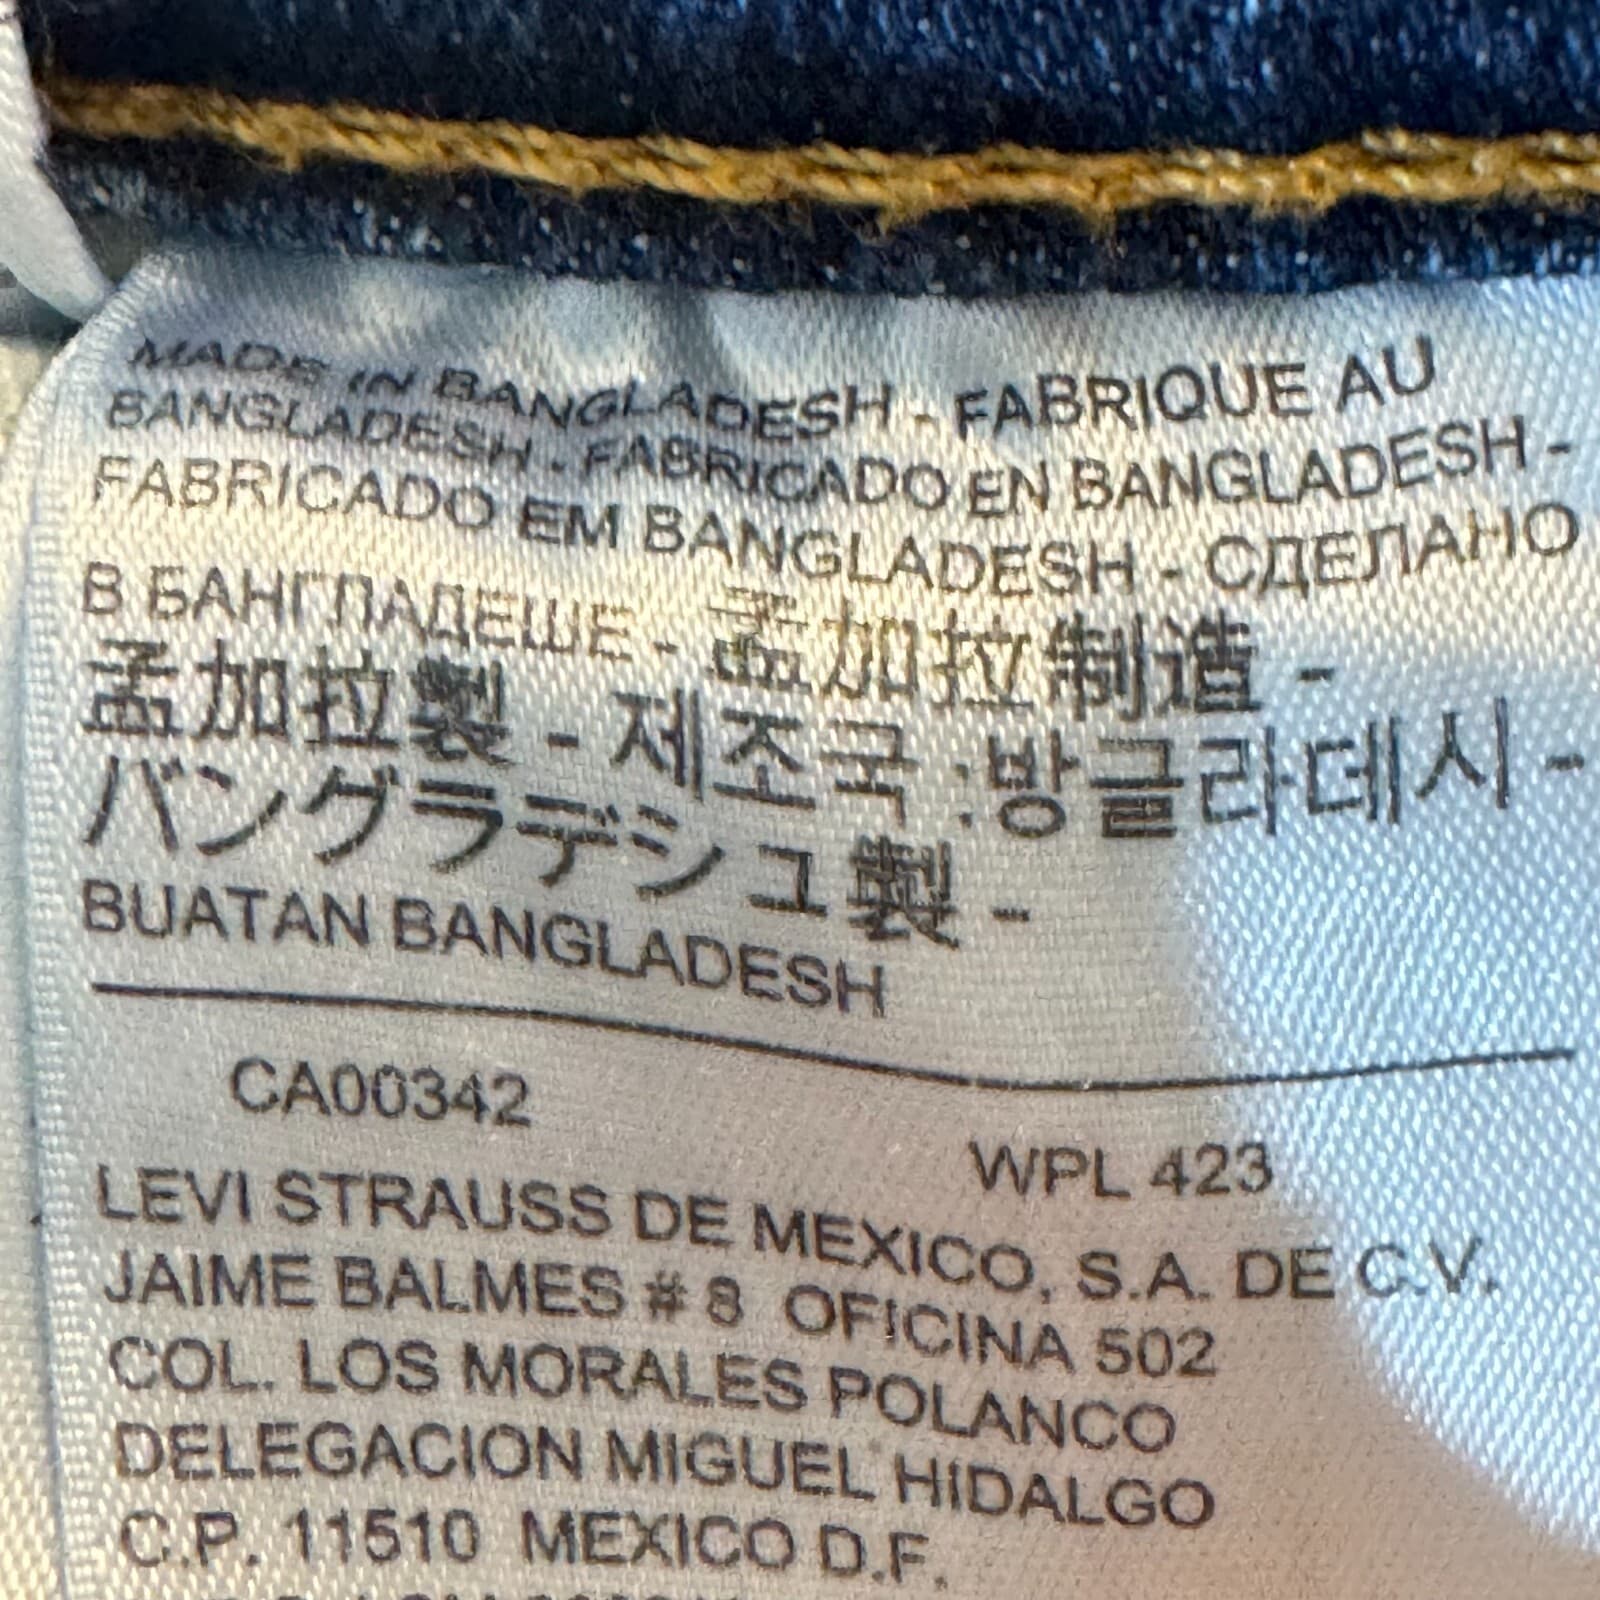 MADE IN BANGLADESH - FABRIQUE AU
BANGLADESH - FABRICADO EN BANGLADESH -
FABRICADO EM BANGLADESH - СДЕЛАНО
В БАНГЛАДЕШЕ - 孟加拉制造 -
孟加拉製 - 제조국 :방글라데시 -
バングラデシュ製 -
BUATAN BANGLADESH
CA00342
WPL 423
LEVI STRAUSS DE MEXICO, S.A. DE C.V.
JAIME BALMES # 8 OFICINA 502
COL. LOS MORALES POLANCO
DELEGACION MIGUEL HIDALGO
C.P. 11510 MEXICO D.F.